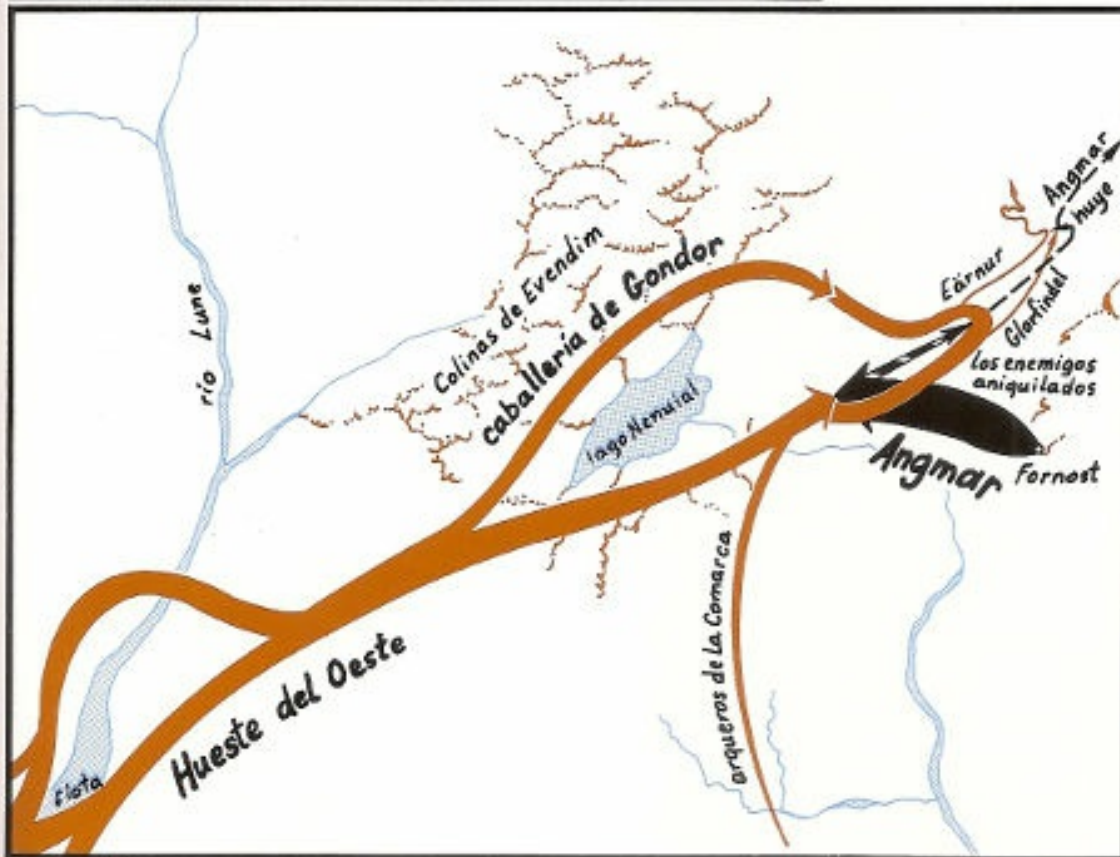 Angmar
huye
Eärnur
Glorfindel
los enemigos
aniquilados
Colinas de Evendim
caballería de Gondor
río Lune
lago Nenuial
Angmar
Fornost
arqueros de la Comarca
Hueste del Oeste
flota